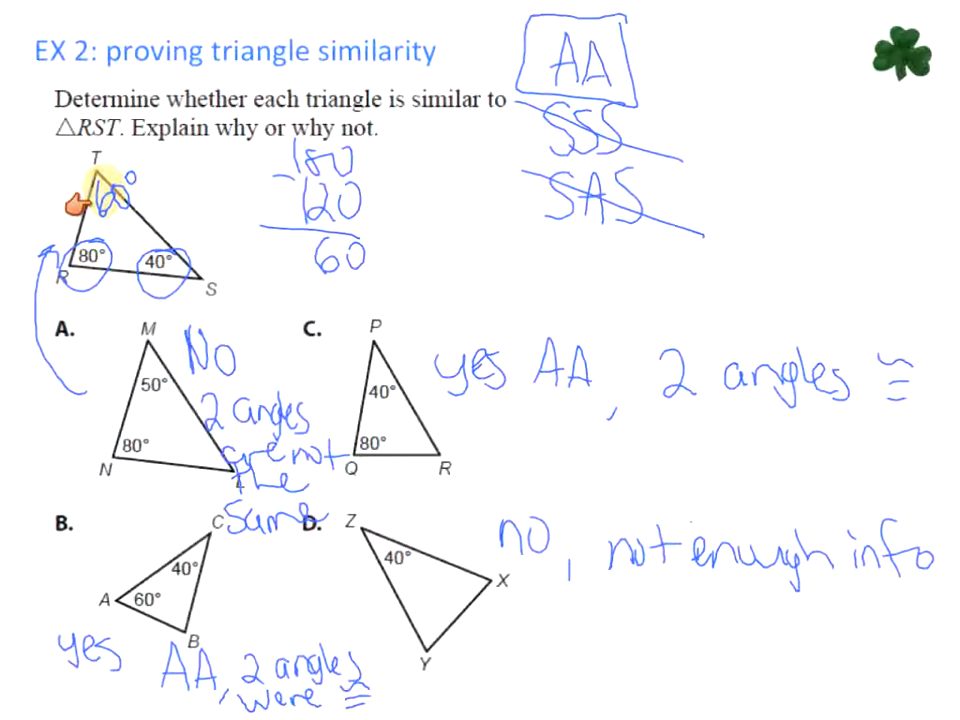 EX 2: proving triangle similarity
AA
SSS
SAS
Determine whether each triangle is similar to
△RST. Explain why or why not.
T
60°
80°
40°
R
S
-180
120
60
A.
M
No
50°
2 angles
are not
the
same
80°
N
L
C.
P
yes AA, 2 angles ≅
40°
80°
Q
R
B.
C
40°
A
60°
B
yes AA, 2 angles
were ≅
D.
Z
no, not enough info
40°
X
Y